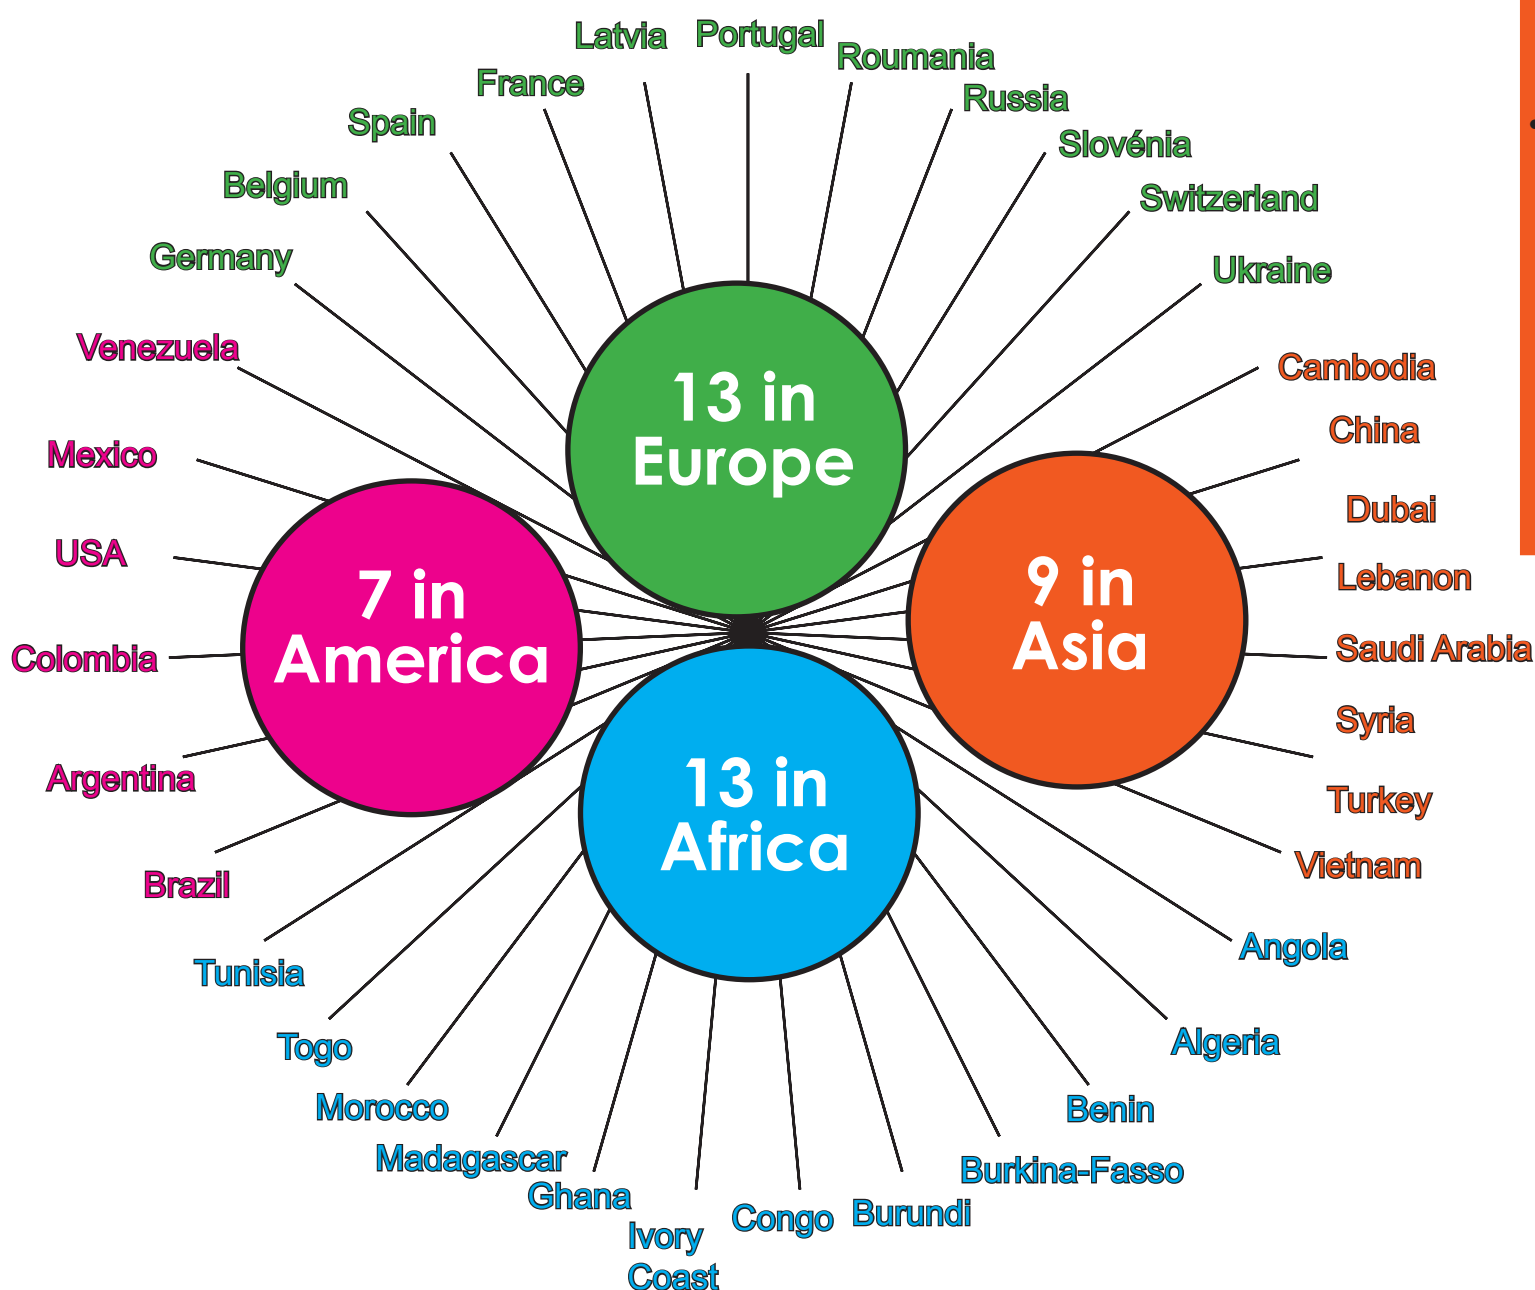 Latvia
Portugal
Roumania
France
Russia
Spain
Slovénia
Belgium
Switzerland
Germany
Ukraine
Venezuela
Cambodia
Mexico
China
USA
Dubai
Lebanon
Colombia
Saudi Arabia
Argentina
Syria
Brazil
Turkey
Vietnam
13 in
Europe
7 in
America
9 in
Asia
13 in
Africa
Tunisia
Angola
Togo
Algeria
Morocco
Benin
Madagascar
Burkina-Fasso
Ghana
Burundi
Ivory
Coast
Congo